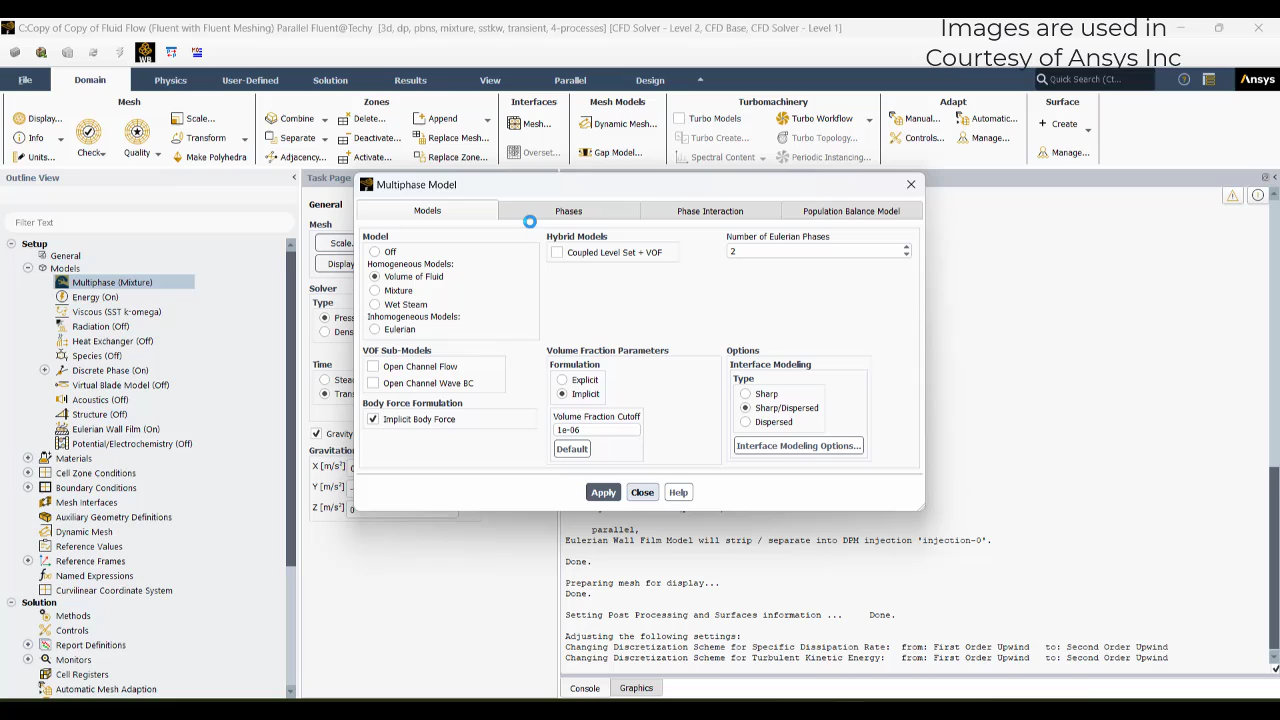 C:Copy of Copy of Fluid Flow (Fluent with Fluent Meshing) Parallel Fluent@Techy [3d, dp, pbns, mixture, sstkw, transient, 4-processes] [CFD Solver - Level 2, CFD Base, CFD Solver - Level 1]
Images are used in
Courtesy of Ansys Inc
File Domain Physics User-Defined Solution Results View Parallel Design Quick Search (Ct... Ansys
Mesh Zones Interfaces Mesh Models Turbomachinery Adapt Surface
Display... Scale... Combine Delete... Append Mesh... Dynamic Mesh... Turbo Models Turbo Workflow Manual... Automatic... Create
Info Transform Separate Deactivate... Replace Mesh... Turbo Create... Turbo Topology... Controls... Manage...
Units... Check Quality Make Polyhedra Adjacency... Activate... Replace Zone... Overset... Gap Model... Spectral Content Periodic Instancing... Manage...
Outline View
Filter Text
Setup
General
Models
Multiphase (Mixture)
Energy (On)
Viscous (SST k-omega)
Radiation (Off)
Heat Exchanger (Off)
Species (Off)
Discrete Phase (On)
Virtual Blade Model (Off)
Acoustics (Off)
Structure (Off)
Eulerian Wall Film (On)
Potential/Electrochemistry (Off)
Materials
Cell Zone Conditions
Boundary Conditions
Mesh Interfaces
Auxiliary Geometry Definitions
Dynamic Mesh
Reference Values
Reference Frames
Named Expressions
Curvilinear Coordinate System
Solution
Methods
Controls
Report Definitions
Monitors
Cell Registers
Automatic Mesh Adaption
Task Page
General
Mesh
Scale.
Display
Solver
Type
Press
Dens
Time
Stea
Trans
Gravity
Gravitatio
X [m/s²]
Y [m/s²]
Z [m/s²] 0
Multiphase Model
Models Phases Phase Interaction Population Balance Model
Model
Off
Homogeneous Models:
Volume of Fluid
Mixture
Wet Steam
Inhomogeneous Models:
Eulerian
Hybrid Models
Coupled Level Set + VOF
Number of Eulerian Phases
2
VOF Sub-Models
Open Channel Flow
Open Channel Wave BC
Body Force Formulation
Implicit Body Force
Volume Fraction Parameters
Formulation
Explicit
Implicit
Volume Fraction Cutoff
1e-06
Default
Options
Interface Modeling
Type
Sharp
Sharp/Dispersed
Dispersed
Interface Modeling Options...
Apply Close Help
parallel,
Eulerian Wall Film Model will strip / separate into DPM injection 'injection-0'.
Done.
Preparing mesh for display...
Done.
Setting Post Processing and Surfaces information ... Done.
Adjusting the following settings:
Changing Discretization Scheme for Specific Dissipation Rate: from: First Order Upwind to: Second Order Upwind
Changing Discretization Scheme for Turbulent Kinetic Energy: from: First Order Upwind to: Second Order Upwind
Console Graphics